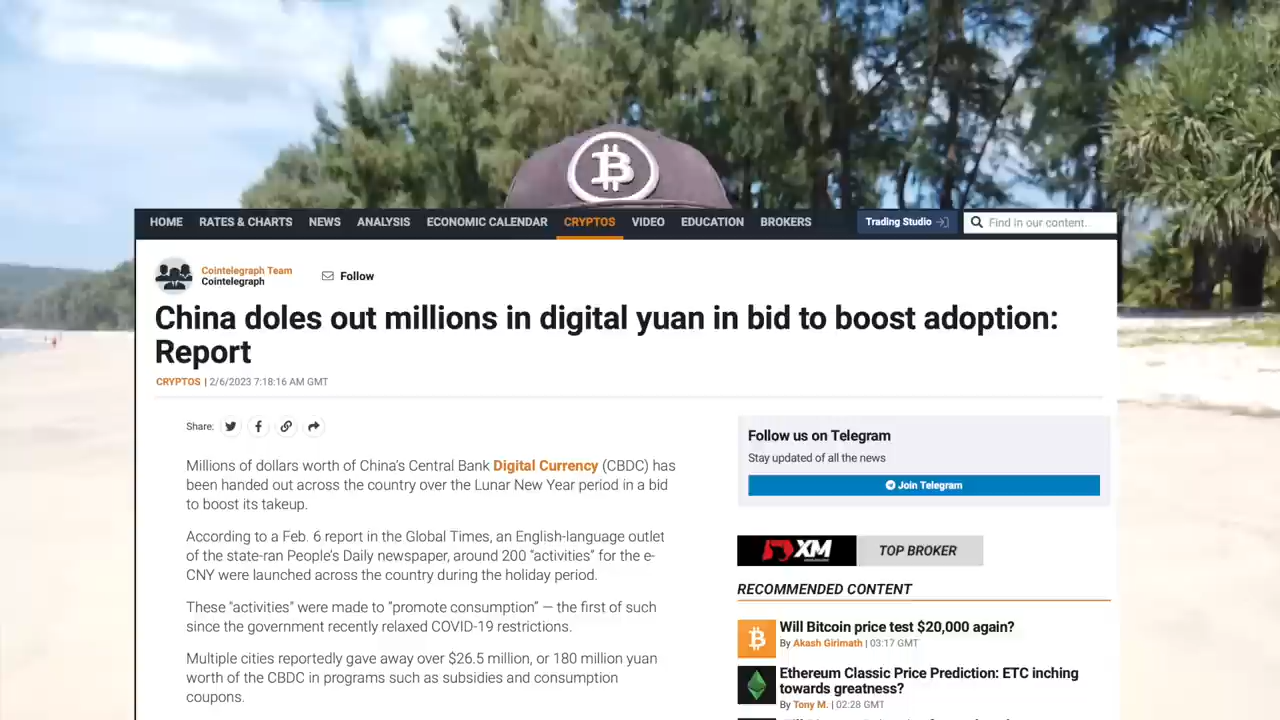 HOME RATES & CHARTS NEWS ANALYSIS ECONOMIC CALENDAR CRYPTOS VIDEO EDUCATION BROKERS Trading Studio Find in our content..
Cointelegraph Team
Cointelegraph
Follow
China doles out millions in digital yuan in bid to boost adoption:
Report
CRYPTOS | 2/6/2023 7:18:16 AM GMT
Share:
Millions of dollars worth of China's Central Bank Digital Currency (CBDC) has
been handed out across the country over the Lunar New Year period in a bid
to boost its takeup.
According to a Feb. 6 report in the Global Times, an English-language outlet
of the state-ran People's Daily newspaper, around 200 “activities” for the e-
CNY were launched across the country during the holiday period.
These "activities" were made to “promote consumption” — the first of such
since the government recently relaxed COVID-19 restrictions.
Multiple cities reportedly gave away over $26.5 million, or 180 million yuan
worth of the CBDC in programs such as subsidies and consumption
coupons.
Follow us on Telegram
Stay updated of all the news
Join Telegram
XM TOP BROKER
RECOMMENDED CONTENT
Will Bitcoin price test $20,000 again?
By Akash Girimath | 03:17 GMT
Ethereum Classic Price Prediction: ETC inching
towards greatness?
By Tony M. | 02:28 GMT